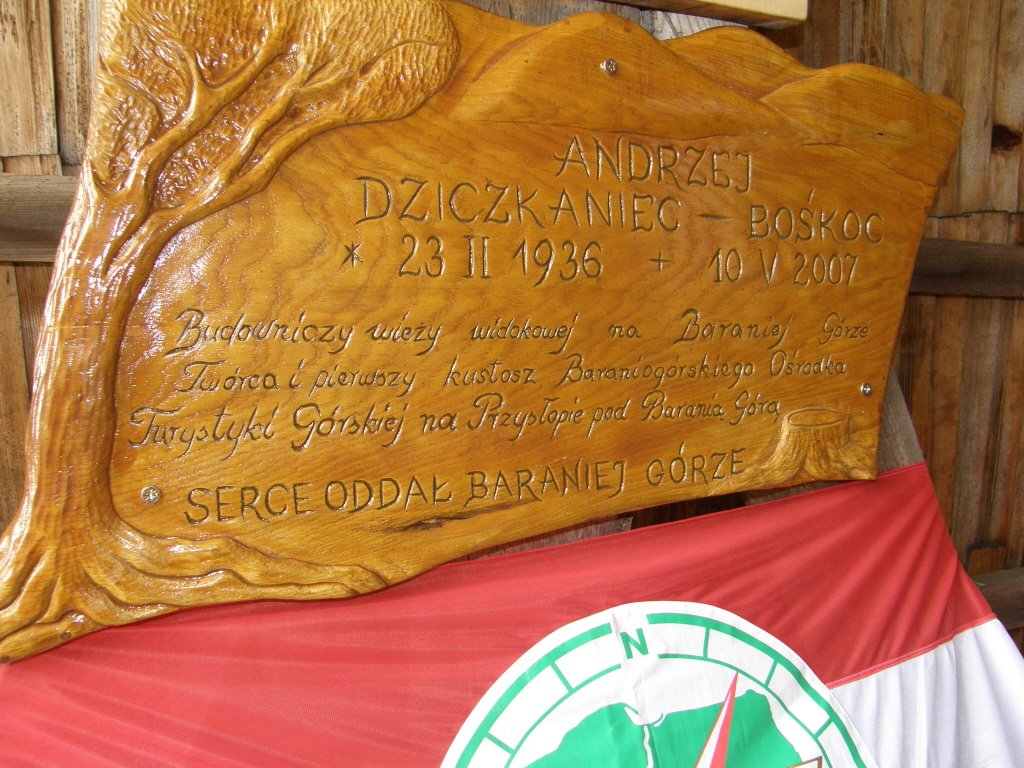 ANDRZEJ
DZICZKANIEC – BOŚKOC
* 23 II 1936 + 10 V 2007
Budowniczy wieży widokowej na Baraniej Górze
Twórca i pierwszy kustosz Baraniogórskiego Ośrodka
Turystyki Górskiej na Przysłopie pod Baranią Górą
SERCE ODDAŁ BARANIEJ GÓRZE
N